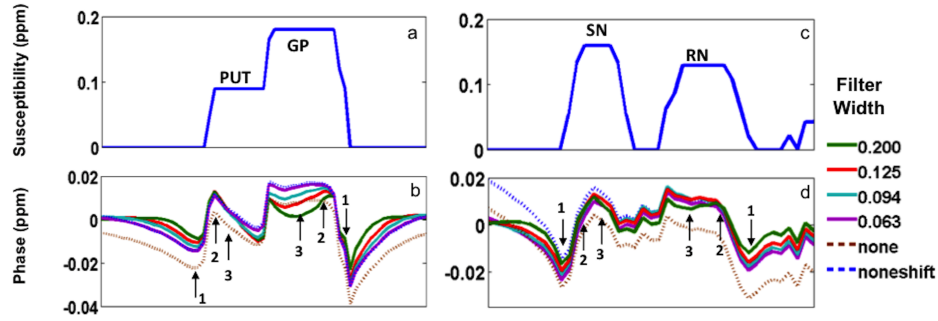 Susceptibility (ppm)
0.2
0.1
0
a
PUT
GP
0.2
0.1
0
c
SN
RN
Filter
Width
0.200
0.125
0.094
0.063
none
noneshift
Phase (ppm)
0.02
0
-0.02
-0.04
b
1
2
3
3
2
1
0.02
0
-0.02
d
1
2
3
3
2
1